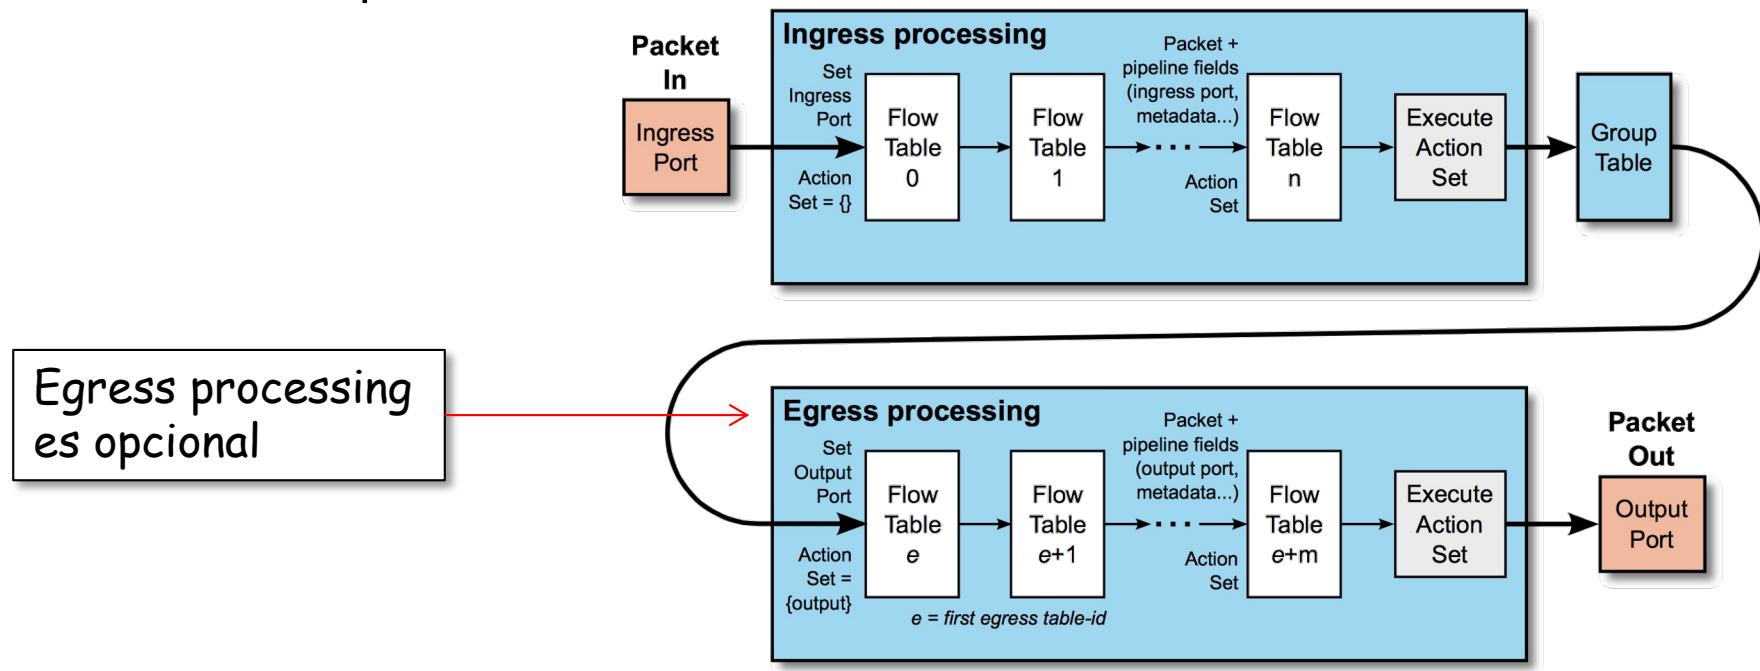 Packet
In
Ingress
Port
Ingress processing
Set
Ingress
Port
Action
Set = {}
Flow
Table
0
Flow
Table
1
Packet +
pipeline fields
(ingress port,
metadata...)
Action
Set
Flow
Table
n
Execute
Action
Set
Group
Table
Egress processing
es opcional
Egress processing
Set
Output
Port
Action
Set =
{output}
Flow
Table
e
Flow
Table
e+1
e = first egress table-id
Packet +
pipeline fields
(output port,
metadata...)
Action
Set
Flow
Table
e+m
Execute
Action
Set
Packet
Out
Output
Port